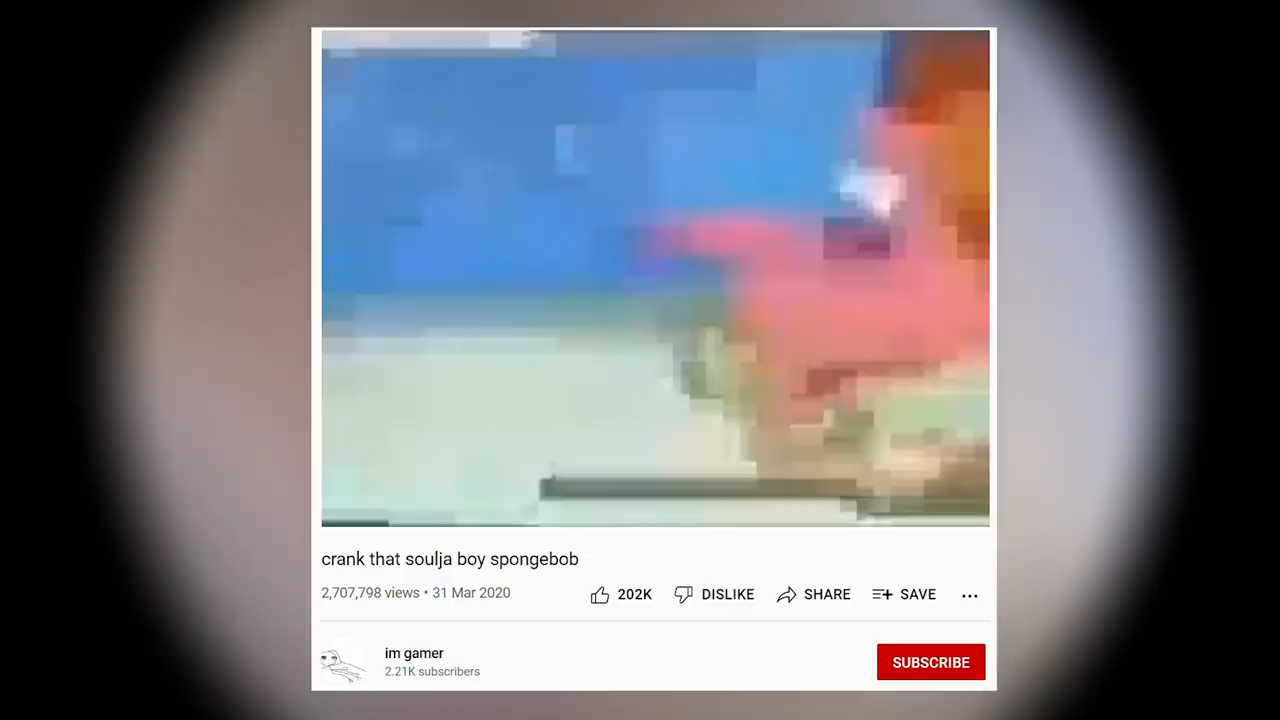 crank that soulja boy spongebob
2,707,798 views • 31 Mar 2020 202K DISLIKE SHARE SAVE ...
im gamer
2.21K subscribers
SUBSCRIBE